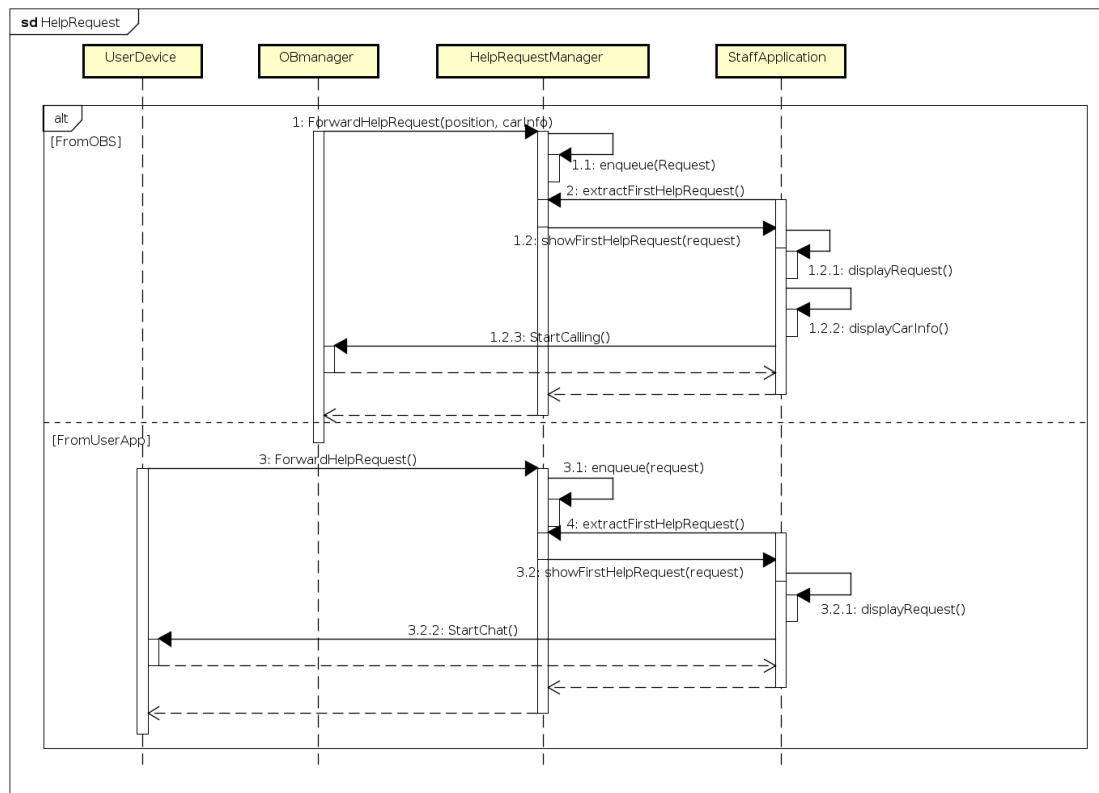 sd HelpRequest
UserDevice
OBmanager
HelpRequestManager
StaffApplication
alt
[FromOBS]
1: ForwardHelpRequest(position, carInfo)
1.1: enqueue(Request)
2: extractFirstHelpRequest()
1.2: showFirstHelpRequest(request)
1.2.1: displayRequest()
1.2.2: displayCarInfo()
1.2.3: StartCalling()
[FromUserApp]
3: ForwardHelpRequest()
3.1: enqueue(request)
4: extractFirstHelpRequest()
3.2: showFirstHelpRequest(request)
3.2.1: displayRequest()
3.2.2: StartChat()